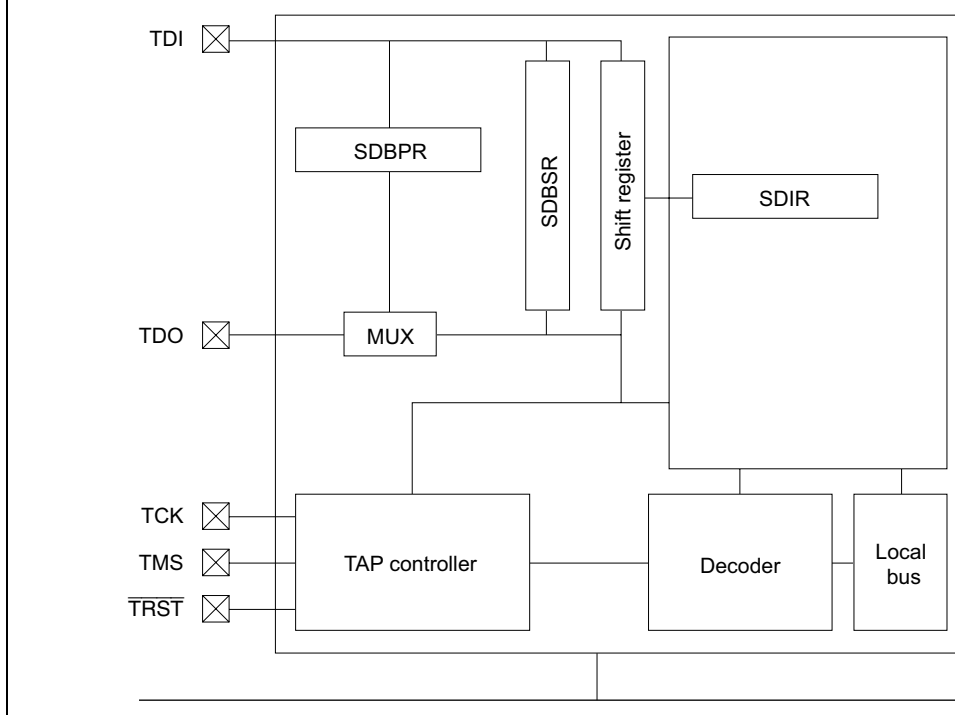 TDI
SDBPR
SDBSR
Shift register
SDIR
TDO
MUX
TCK
TMS
TRST
TAP controller
Decoder
Local
bus